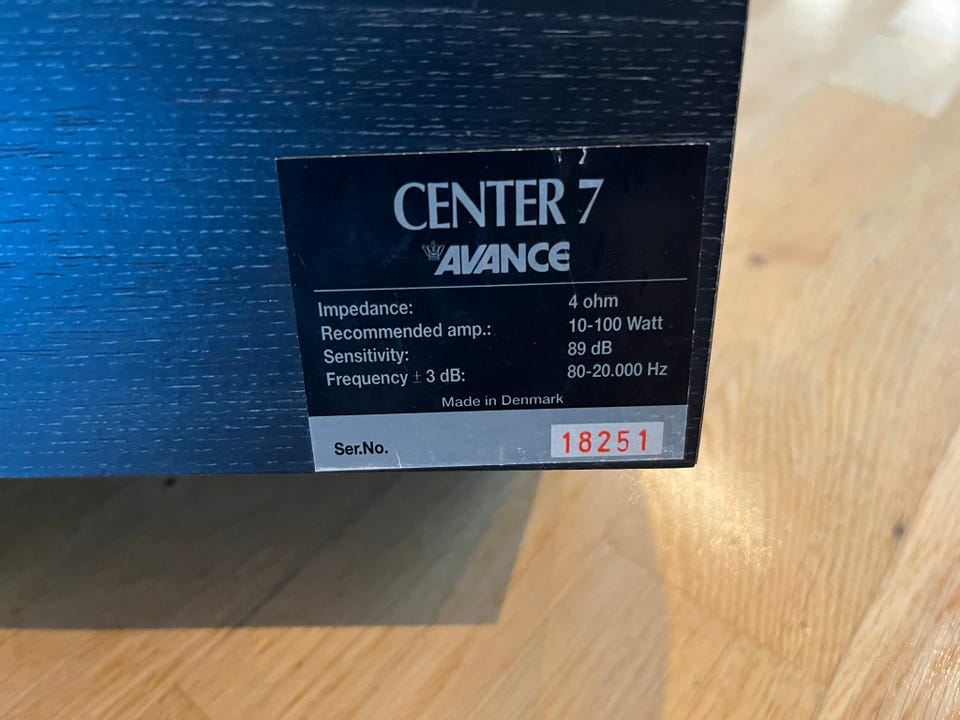 CENTER 7
AVANCE
Impedance: 4 ohm
Recommended amp.: 10-100 Watt
Sensitivity: 89 dB
Frequency ± 3 dB: 80-20.000 Hz
Made in Denmark
Ser.No. 18251